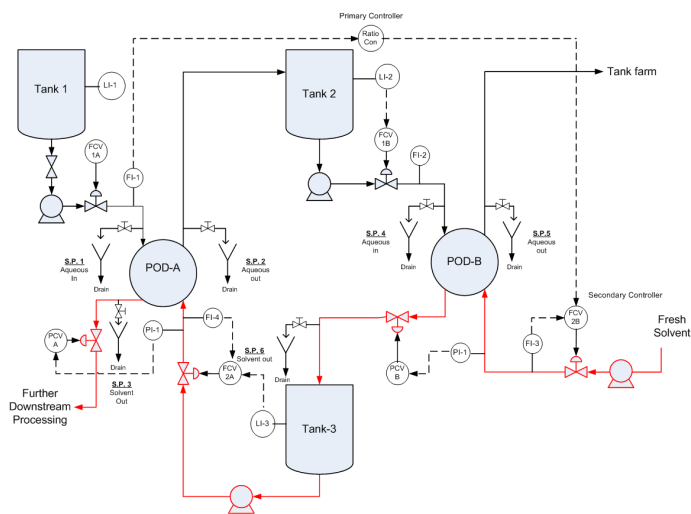 Primary Controller
Ratio
Con
Tank 1
LI-1
Tank 2
LI-2
Tank farm
FCV
1A
FI-1
FCV
1B
FI-2
S.P. 1
Aqueous
In
Drain
POD-A
S.P. 2
Aqueous
out
Drain
S.P. 4
Aqueous
in
Drain
POD-B
S.P.5
Aqueous
out
Drain
Secondary Controller
FCV
2B
Fresh
Solvent
PCV
A
PI-1
FI-4
S.P. 6
Solvent out
FCV
2A
Drain
PCV
B
PI-1
FI-3
Drain
S.P. 3
Solvent
Out
LI-3
Tank-3
Further
Downstream
Processing